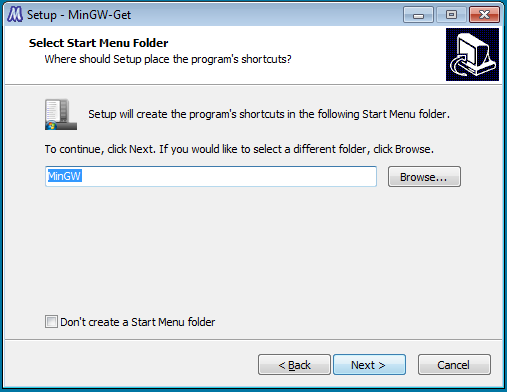 Setup - MinGW-Get
Select Start Menu Folder
Where should Setup place the program's shortcuts?
Setup will create the program's shortcuts in the following Start Menu folder.
To continue, click Next. If you would like to select a different folder, click Browse.
MinGW
Browse...
Don't create a Start Menu folder
< Back
Next >
Cancel